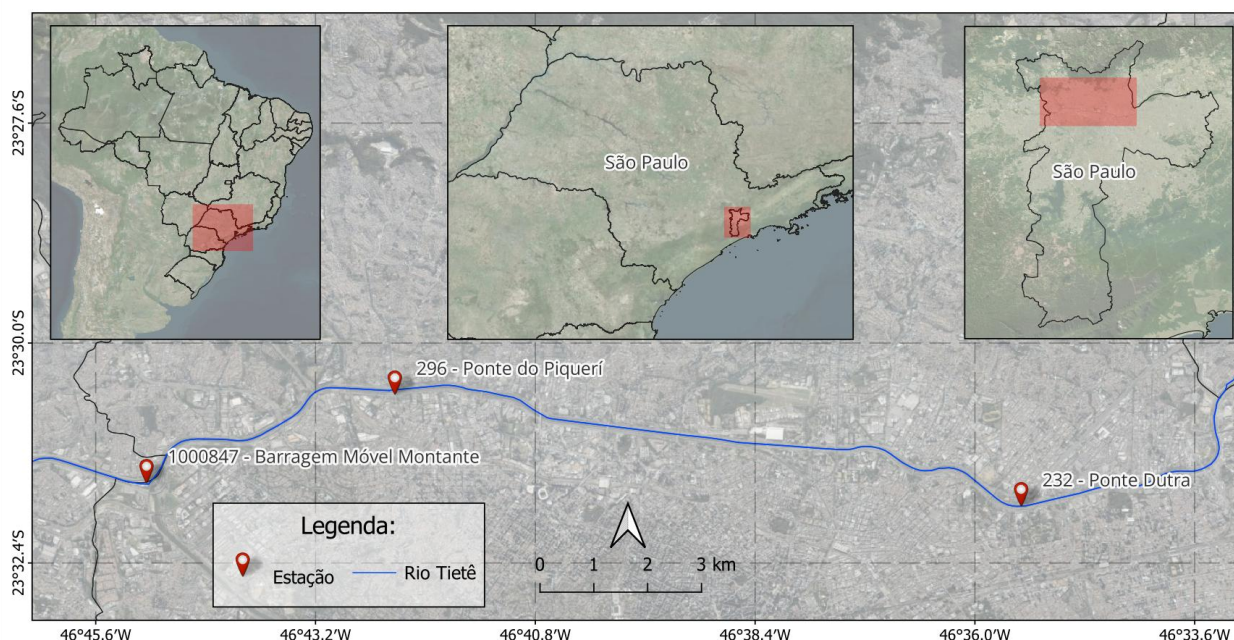 São Paulo
São Paulo
23°27.6'S
23°30.0'S
23°32.4'S
296 - Ponte do Piquerí
1000847 - Barragem Móvel Montante
232 - Ponte Dutra
Legenda:
Estação
Rio Tietê
0 1 2 3 km
46°45.6'W 46°43.2'W 46°40.8'W 46°38.4'W 46°36.0'W 46°33.6'W